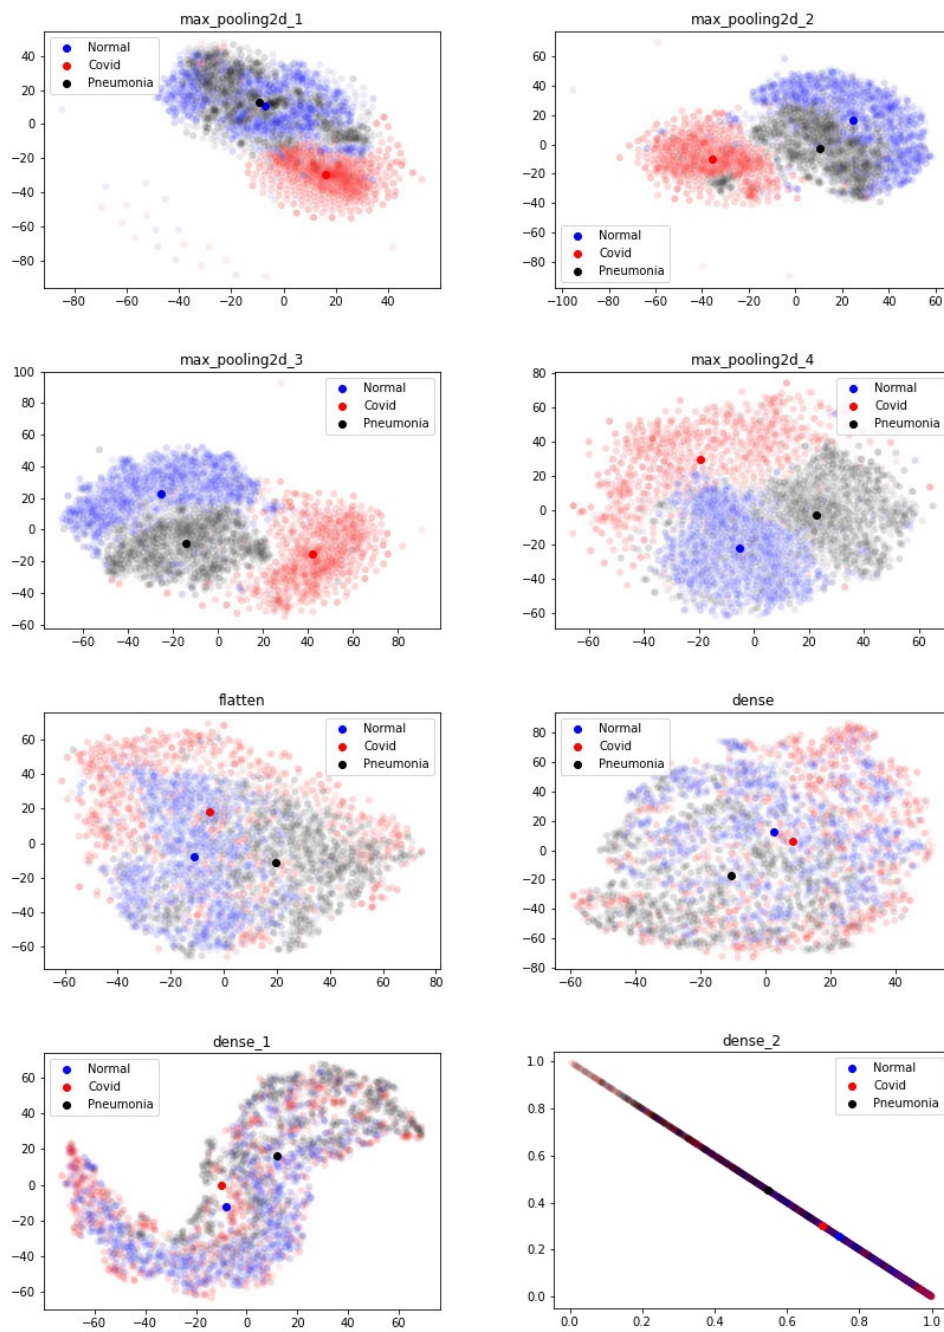 max_pooling2d_1
Normal
Covid
Pneumonia
40
20
0
−20
−40
−60
−80
−80 −60 −40 −20 0 20 40
max_pooling2d_2
60
40
20
0
−20
−40
−60
−80
Normal
Covid
Pneumonia
−100 −80 −60 −40 −20 0 20 40 60
max_pooling2d_3
100
80
60
40
20
0
−20
−40
−60
Normal
Covid
Pneumonia
−60 −40 −20 0 20 40 60 80
max_pooling2d_4
80
60
40
20
0
−20
−40
−60
Normal
Covid
Pneumonia
−60 −40 −20 0 20 40 60
flatten
60
40
20
0
−20
−40
−60
Normal
Covid
Pneumonia
−60 −40 −20 0 20 40 60 80
dense
Normal
Covid
Pneumonia
80
60
40
20
0
−20
−40
−60
−80
−60 −40 −20 0 20 40
dense_1
Normal
Covid
Pneumonia
60
40
20
0
−20
−40
−60
−60 −40 −20 0 20 40 60
dense_2
1.0
0.8
0.6
0.4
0.2
0.0
Normal
Covid
Pneumonia
0.0 0.2 0.4 0.6 0.8 1.0